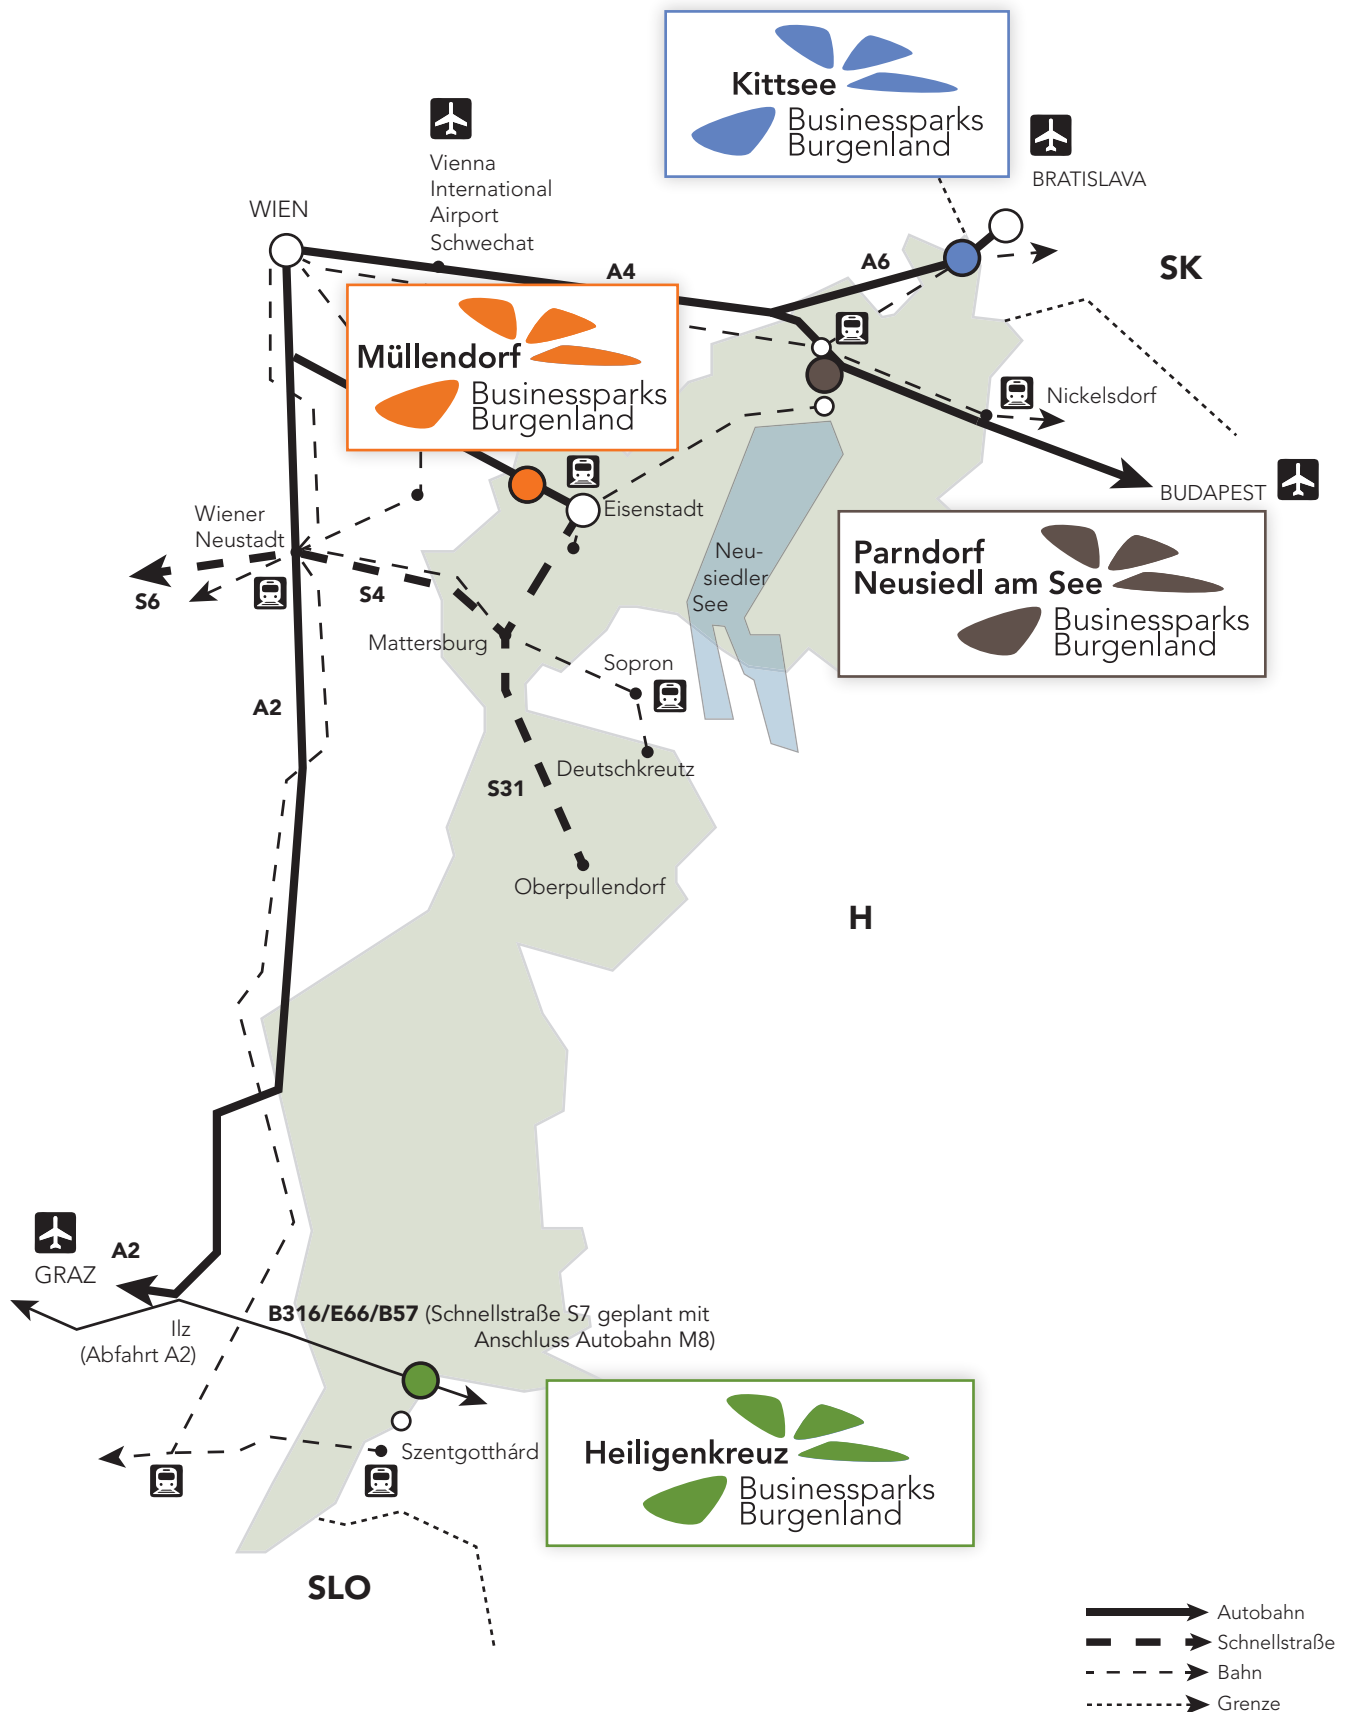 Kittsee
Businessparks
Burgenland
BRATISLAVA
Vienna
International
Airport
Schwechat
WIEN
A4
A6
SK
Müllendorf
Businessparks
Burgenland
Nickelsdorf
BUDAPEST
Wiener
Neustadt
Eisenstadt
S6
S4
Neu-
siedler
See
Parndorf
Neusiedl am See
Businessparks
Burgenland
Mattersburg
Sopron
A2
Deutschkreutz
S31
Oberpullendorf
H
A2
GRAZ
B316/E66/B57 (Schnellstraße S7 geplant mit
Anschluss Autobahn M8)
Ilz
(Abfahrt A2)
Szentgotthárd
Heiligenkreuz
Businessparks
Burgenland
SLO
Autobahn
Schnellstraße
Bahn
Grenze